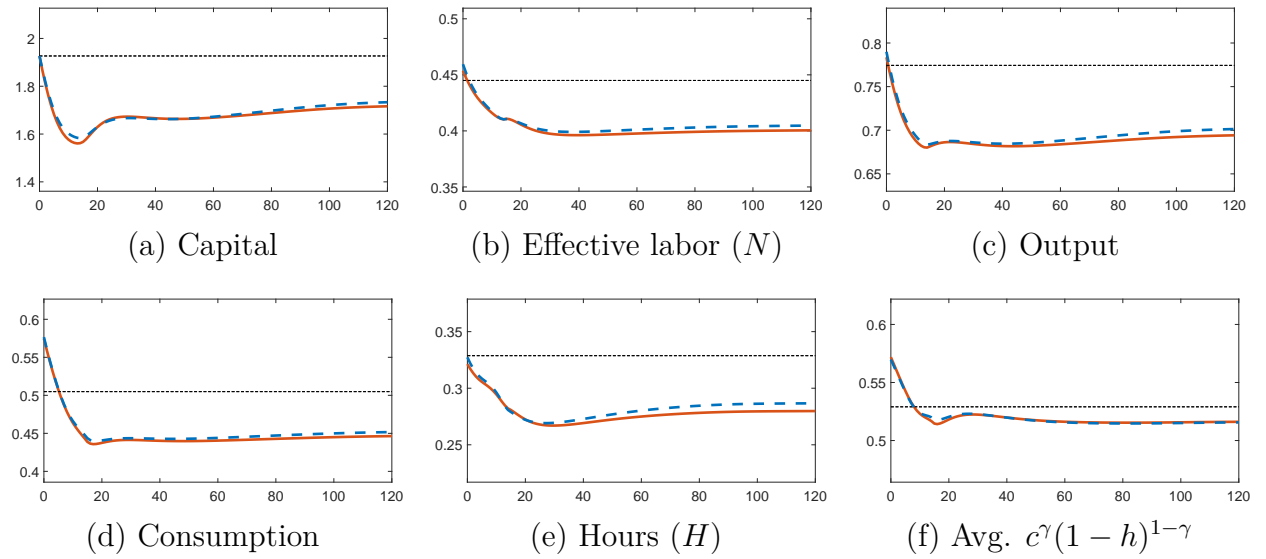 2
1.8
1.6
1.4
0 20 40 60 80 100 120
(a) Capital
0.5
0.45
0.4
0.35
0 20 40 60 80 100 120
(b) Effective labor (N)
0.8
0.75
0.7
0.65
0 20 40 60 80 100 120
(c) Output
0.6
0.55
0.5
0.45
0.4
0 20 40 60 80 100 120
(d) Consumption
0.35
0.3
0.25
0 20 40 60 80 100 120
(e) Hours (H)
0.6
0.55
0.5
0 20 40 60 80 100 120
(f) Avg. c^γ(1 − h)^{1−γ}